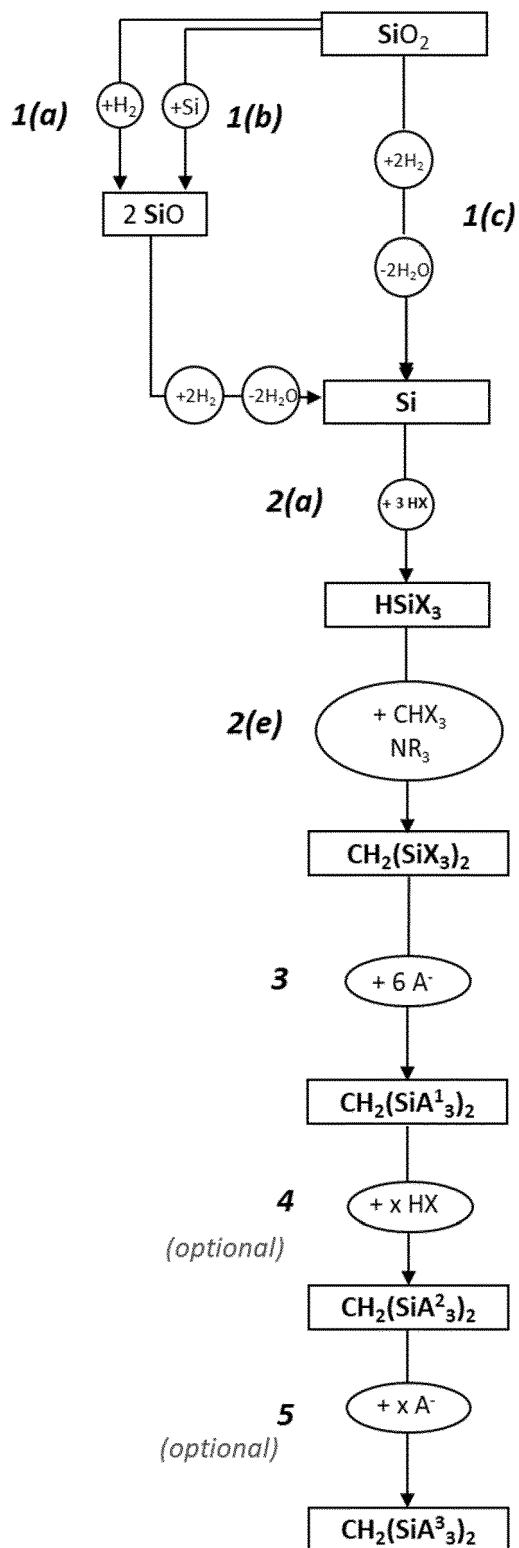 SiO₂
+H₂
+Si
1(a)
1(b)
+2H₂
2 SiO
1(c)
-2H₂O
+2H₂
-2H₂O
Si
2(a)
+ 3 HX
HSiX₃
2(e)
+ CHX₃
NR₃
CH₂(SiX₃)₂
3
+ 6 A⁻
CH₂(SiA¹₃)₂
4
+ x HX
(optional)
CH₂(SiA²₃)₂
5
+ x A⁻
(optional)
CH₂(SiA³₃)₂